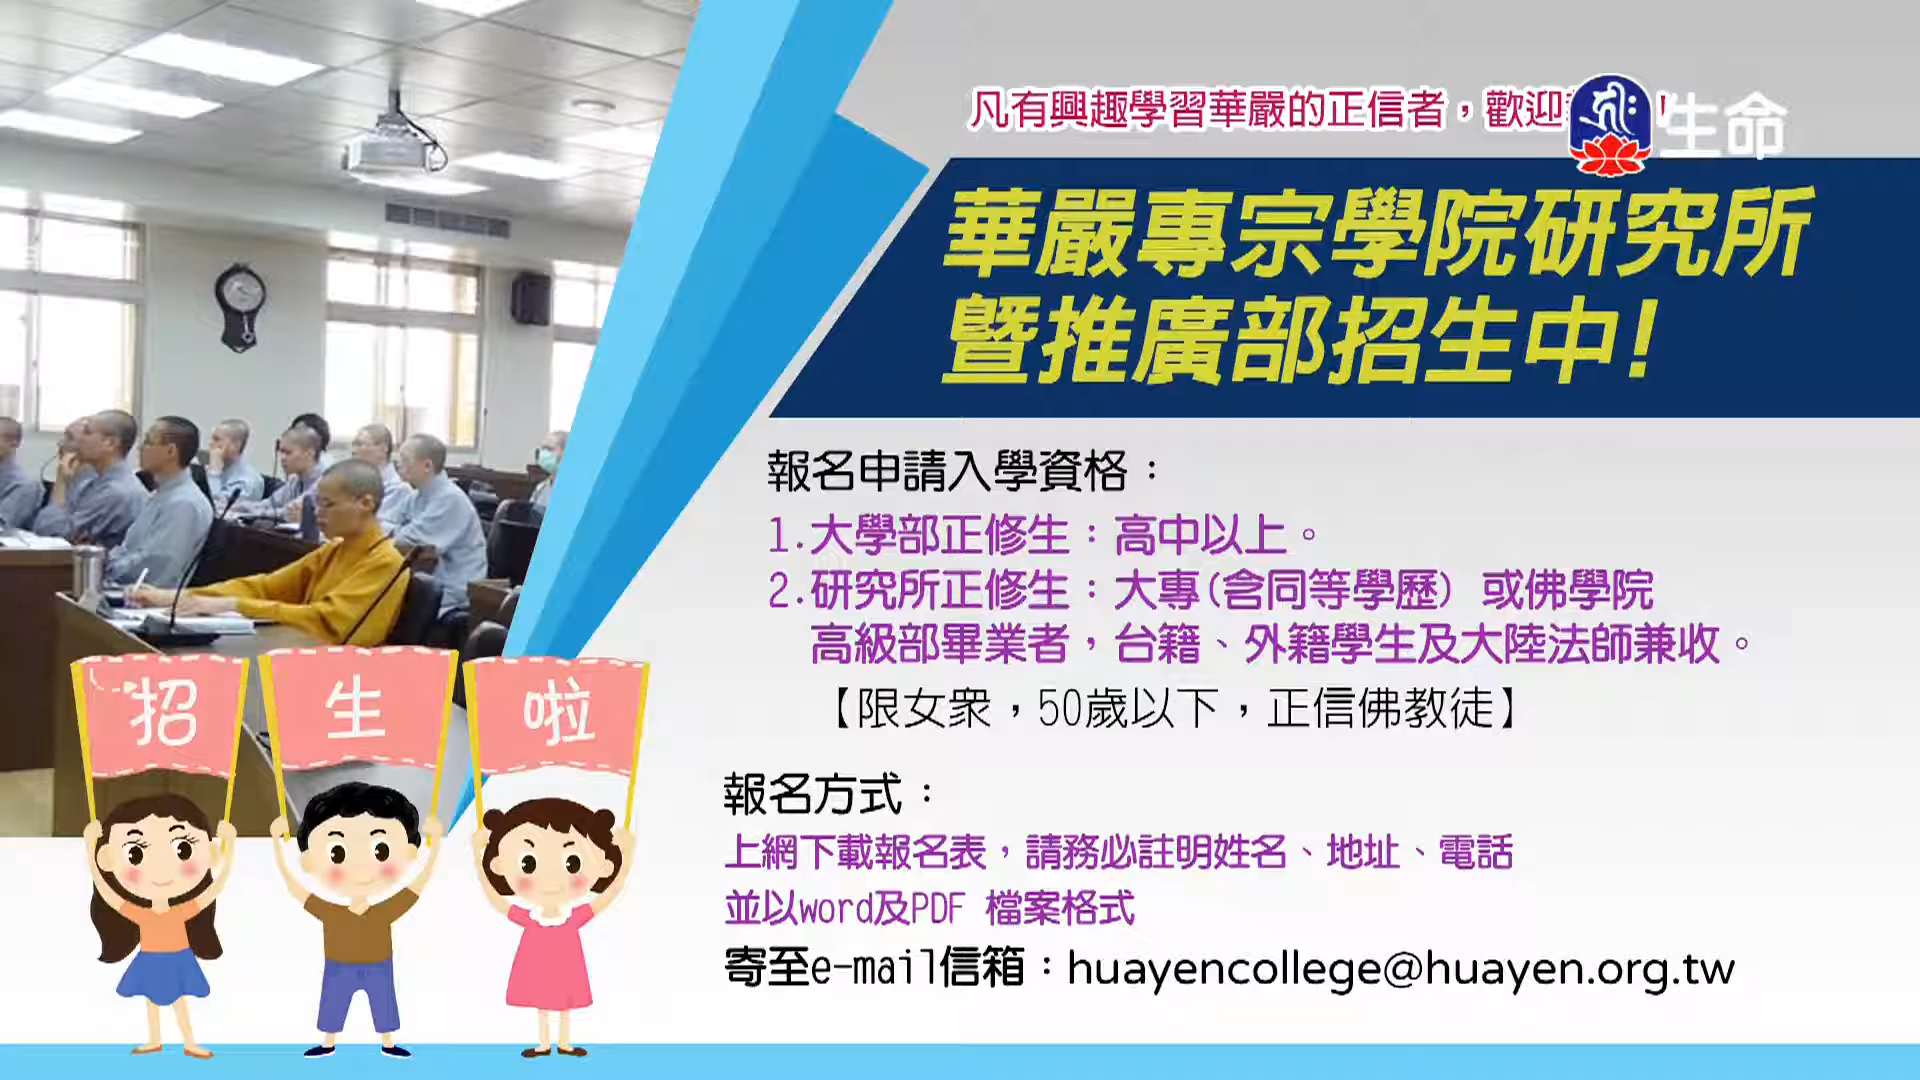 凡有興趣學習華嚴的正信者，歡迎
生命
華嚴專宗學院研究所
暨推廣部招生中!
報名申請入學資格：
1.大學部正修生：高中以上。
2.研究所正修生：大專(含同等學歷) 或佛學院
高級部畢業者，台籍、外籍學生及大陸法師兼收。
【限女眾，50歲以下，正信佛教徒】
招 生 啦
報名方式：
上網下載報名表，請務必註明姓名、地址、電話
並以word及PDF 檔案格式
寄至e-mail信箱：huayencollege@huayen.org.tw